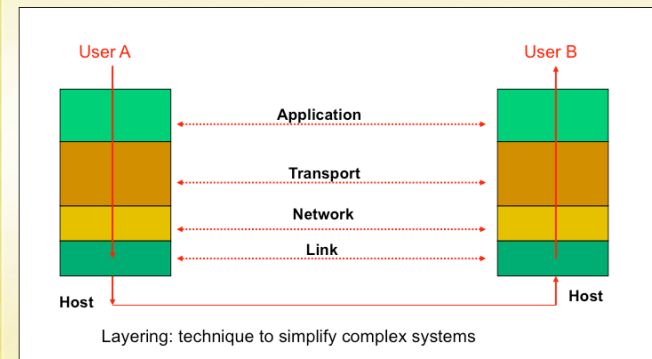 User A
User B
Application
Transport
Network
Link
Host
Host
Layering: technique to simplify complex systems